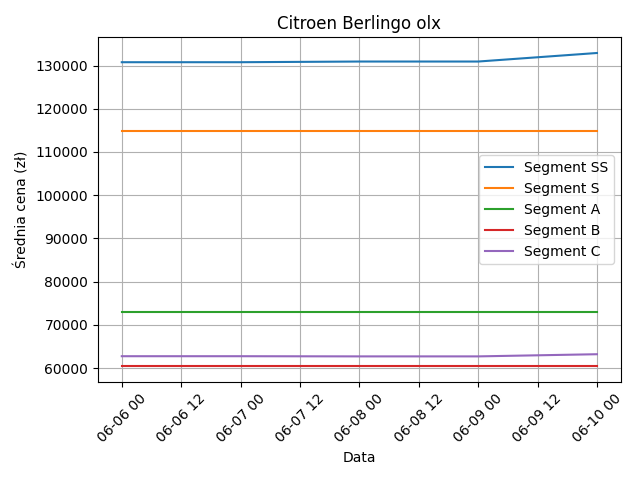 Citroen Berlingo olx
Średnia cena (zł)
130000
120000
110000
100000
90000
80000
70000
60000
Segment SS
Segment S
Segment A
Segment B
Segment C
06-06 00
06-06 12
06-07 00
06-07 12
06-08 00
06-08 12
06-09 00
06-09 12
06-10 00
Data